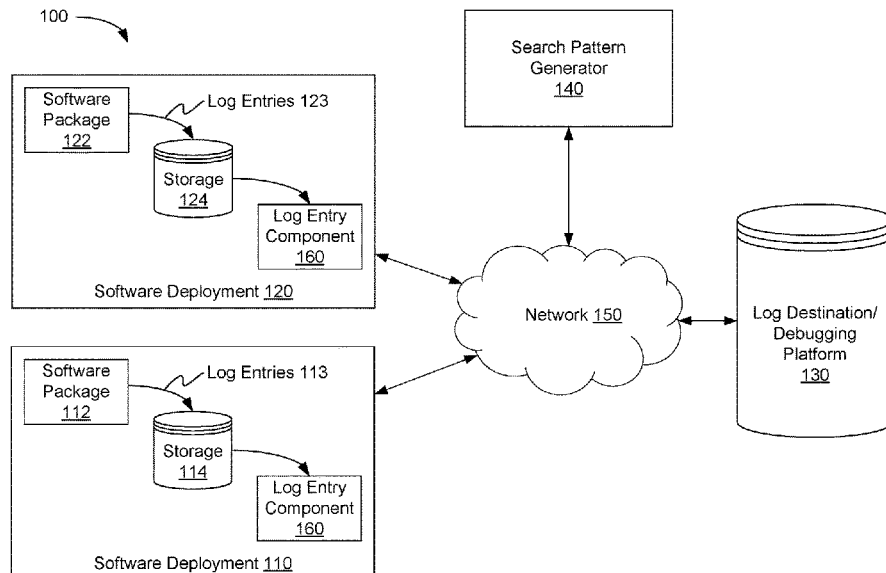 100
Software
Package
122
Log Entries 123
Storage
124
Log Entry
Component
160
Software Deployment 120
Search Pattern
Generator
140
Network 150
Log Destination/
Debugging
Platform
130
Software
Package
112
Log Entries 113
Storage
114
Log Entry
Component
160
Software Deployment 110